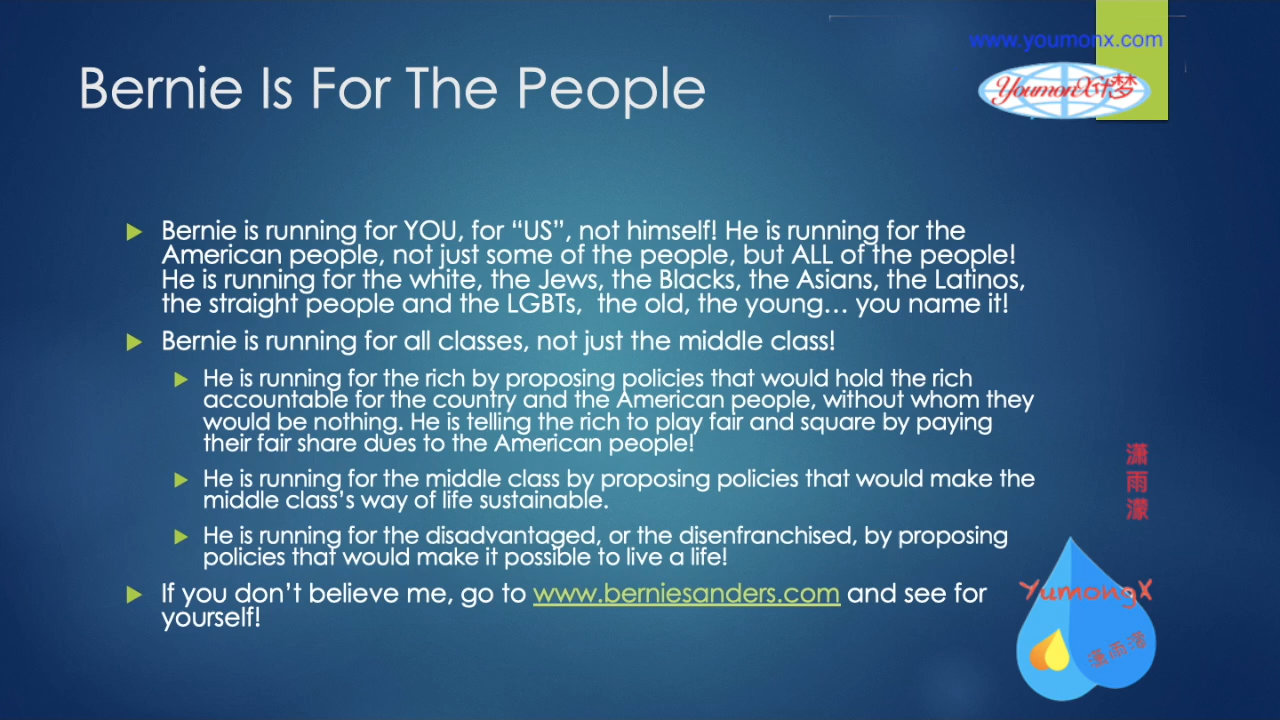 www.youmonx.com
Bernie Is For The People
YoumonX计梦
Bernie is running for YOU, for “US”, not himself! He is running for the
American people, not just some of the people, but ALL of the people!
He is running for the white, the Jews, the Blacks, the Asians, the Latinos,
the straight people and the LGBTs,  the old, the young… you name it!
Bernie is running for all classes, not just the middle class!
He is running for the rich by proposing policies that would hold the rich
accountable for the country and the American people, without whom they
would be nothing. He is telling the rich to play fair and square by paying
their fair share dues to the American people!
He is running for the middle class by proposing policies that would make the
middle class’s way of life sustainable.
He is running for the disadvantaged, or the disenfranchised, by proposing
policies that would make it possible to live a life!
If you don’t believe me, go to www.berniesanders.com and see for
yourself!
潇雨濛
YumongX
潇雨濛